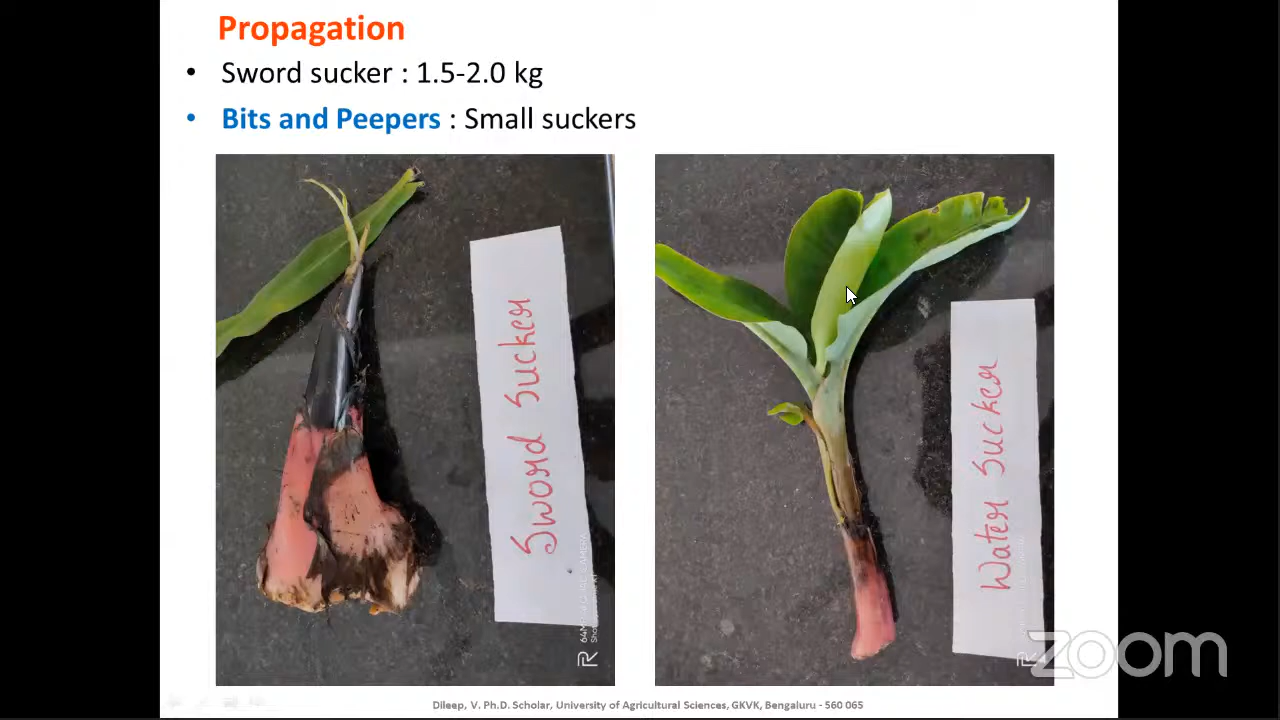 Propagation
• Sword sucker : 1.5-2.0 kg
• Bits and Peepers : Small suckers
Sword Sucker
Water Sucker
zoom
Dileep, V. Ph.D. Scholar, University of Agricultural Sciences, GKVK, Bengaluru - 560 065